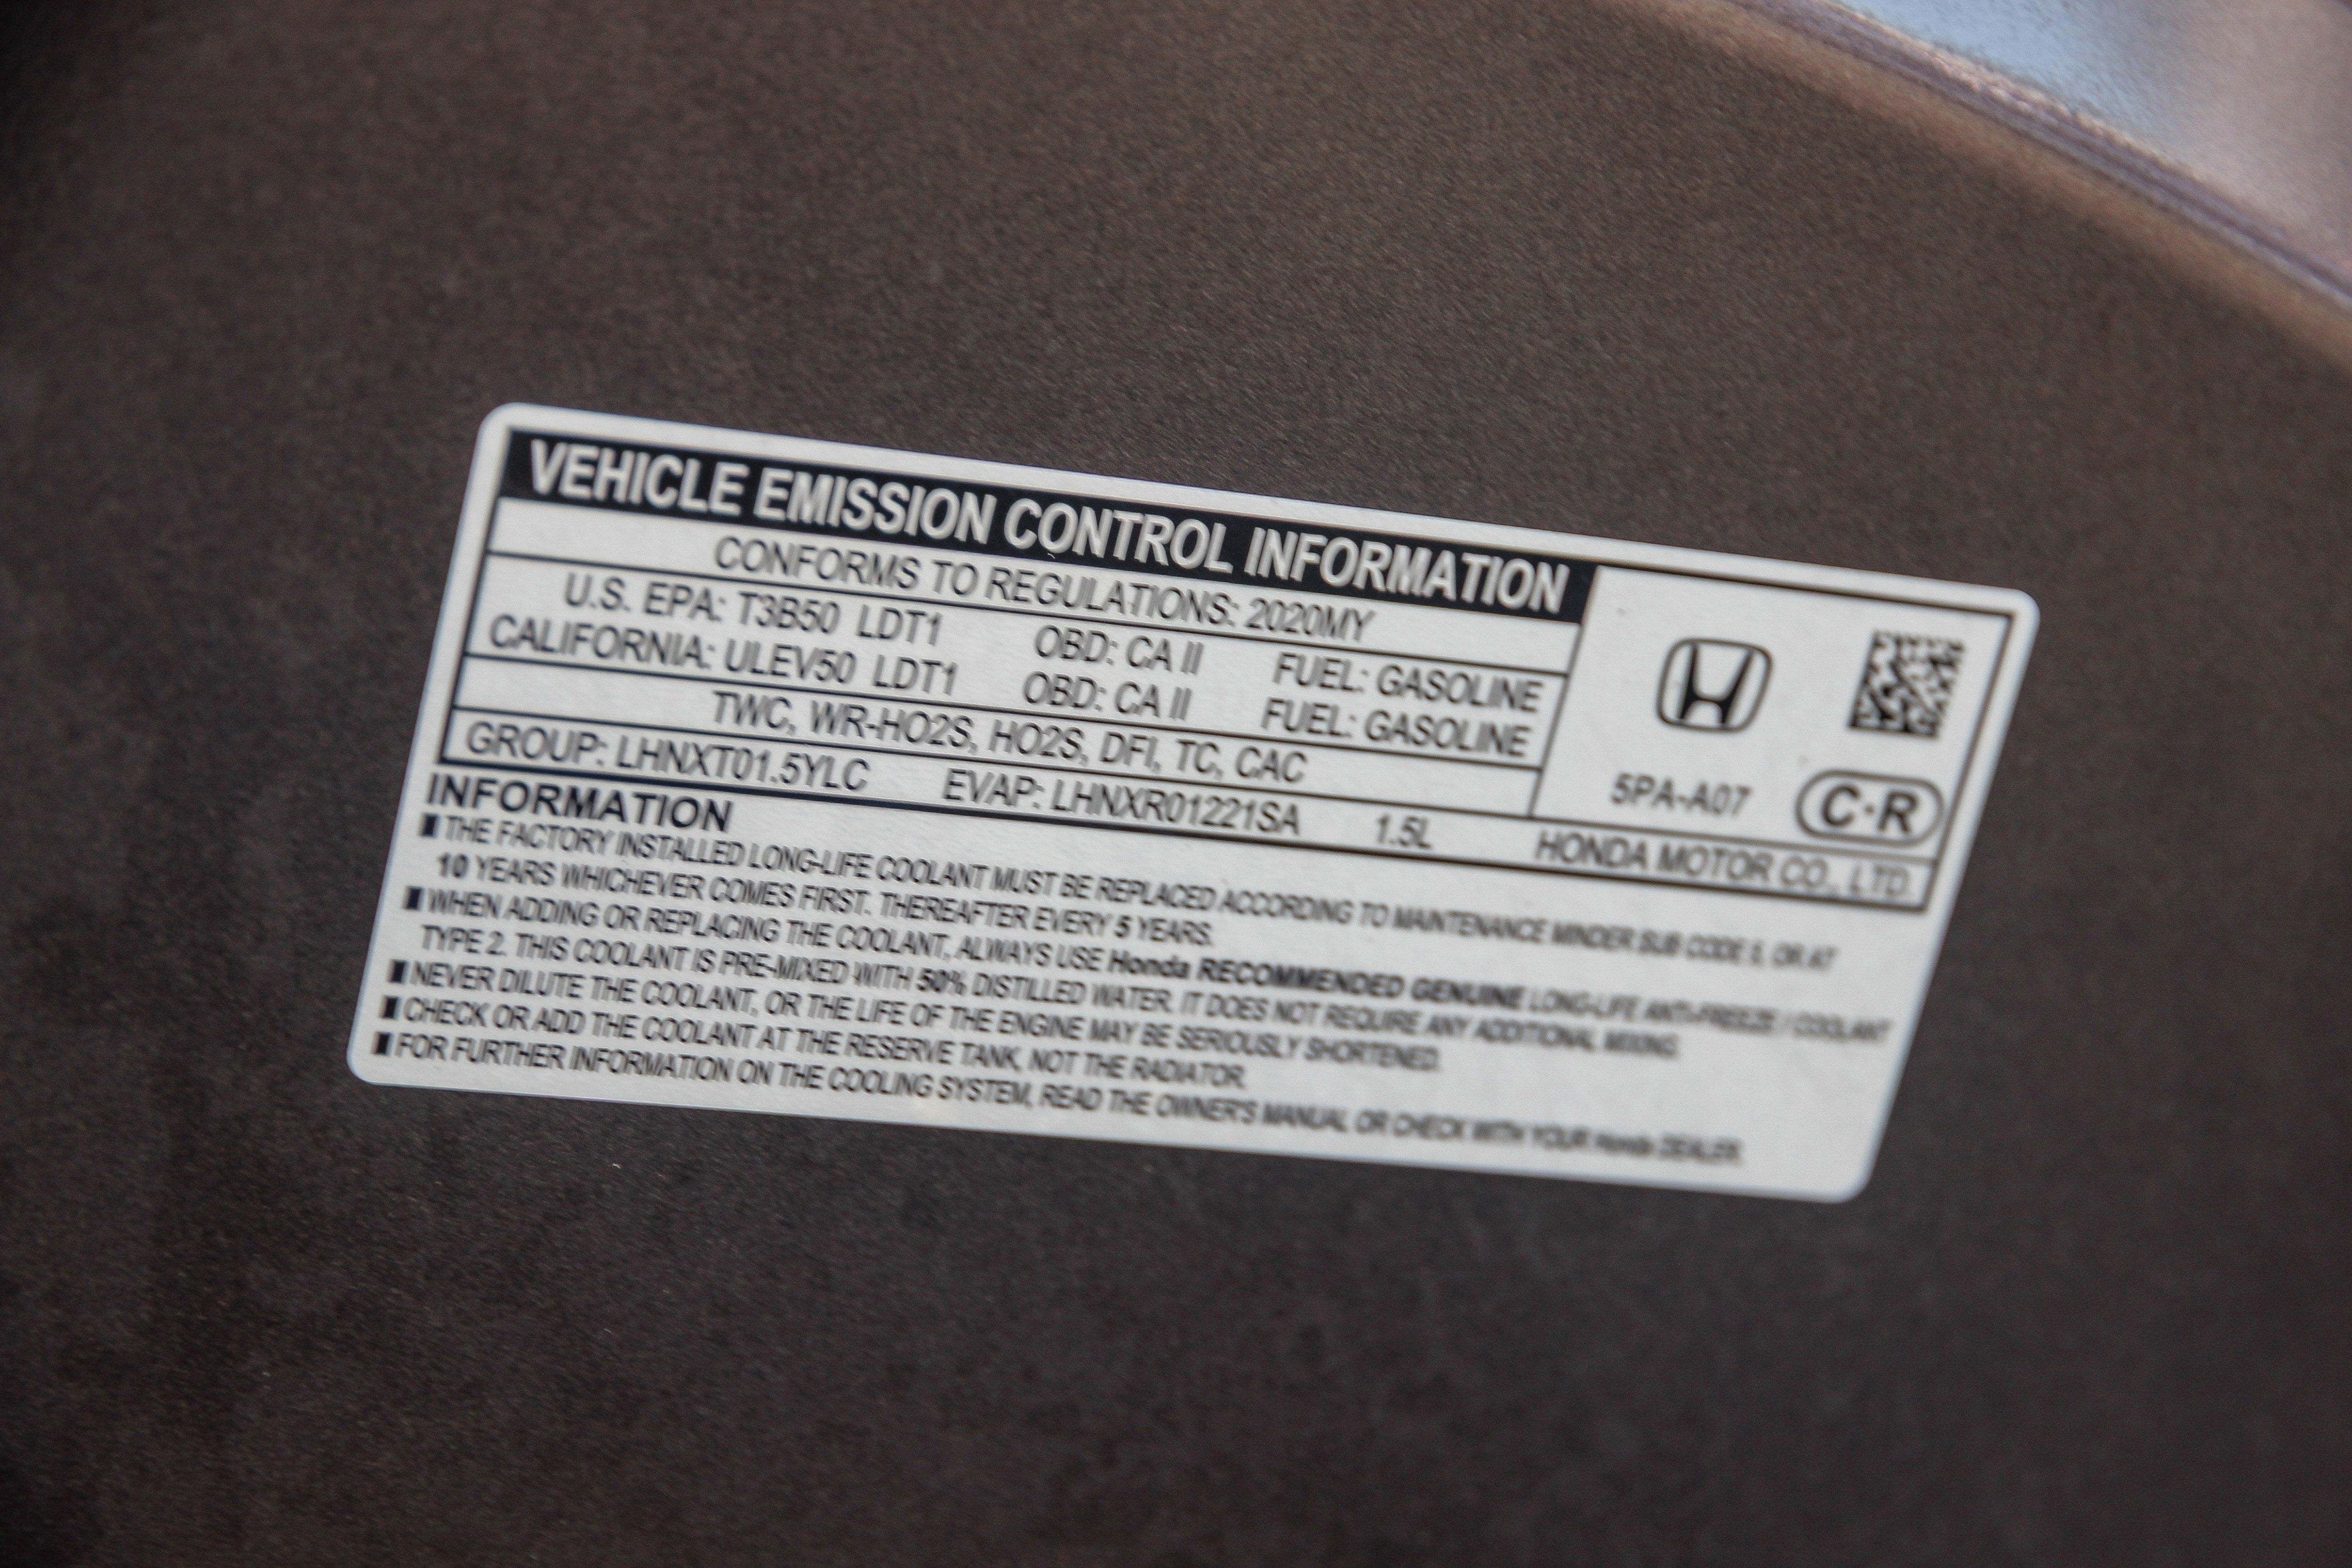 VEHICLE EMISSION CONTROL INFORMATION
CONFORMS TO REGULATIONS: 2020MY
U.S. EPA: T3B50 LDT1 OBD: CA II FUEL: GASOLINE
CALIFORNIA: ULEV50 LDT1 OBD: CA II FUEL: GASOLINE
TWC, WR-HO2S, HO2S, DFI, TC, CAC
5PA-A07 C·R
GROUP: LHNXT01.5YLC EVAP: LHNXR01221SA 1.5L HONDA MOTOR CO., LTD.
INFORMATION
THE FACTORY INSTALLED LONG-LIFE COOLANT MUST BE REPLACED ACCORDING TO MAINTENANCE MINDER SUB CODE 5, OR AT
10 YEARS WHICHEVER COMES FIRST. THEREAFTER EVERY 5 YEARS.
WHEN ADDING OR REPLACING THE COOLANT, ALWAYS USE Honda RECOMMENDED GENUINE LONG-LIFE ANTI-FREEZE / COOLANT
TYPE 2. THIS COOLANT IS PRE-MIXED WITH 50% DISTILLED WATER. IT DOES NOT REQUIRE ANY ADDITIONAL MIXING.
NEVER DILUTE THE COOLANT, OR THE LIFE OF THE ENGINE MAY BE SERIOUSLY SHORTENED.
CHECK OR ADD THE COOLANT AT THE RESERVE TANK, NOT THE RADIATOR.
FOR FURTHER INFORMATION ON THE COOLING SYSTEM, READ THE OWNER'S MANUAL OR CHECK WITH YOUR Honda DEALER.